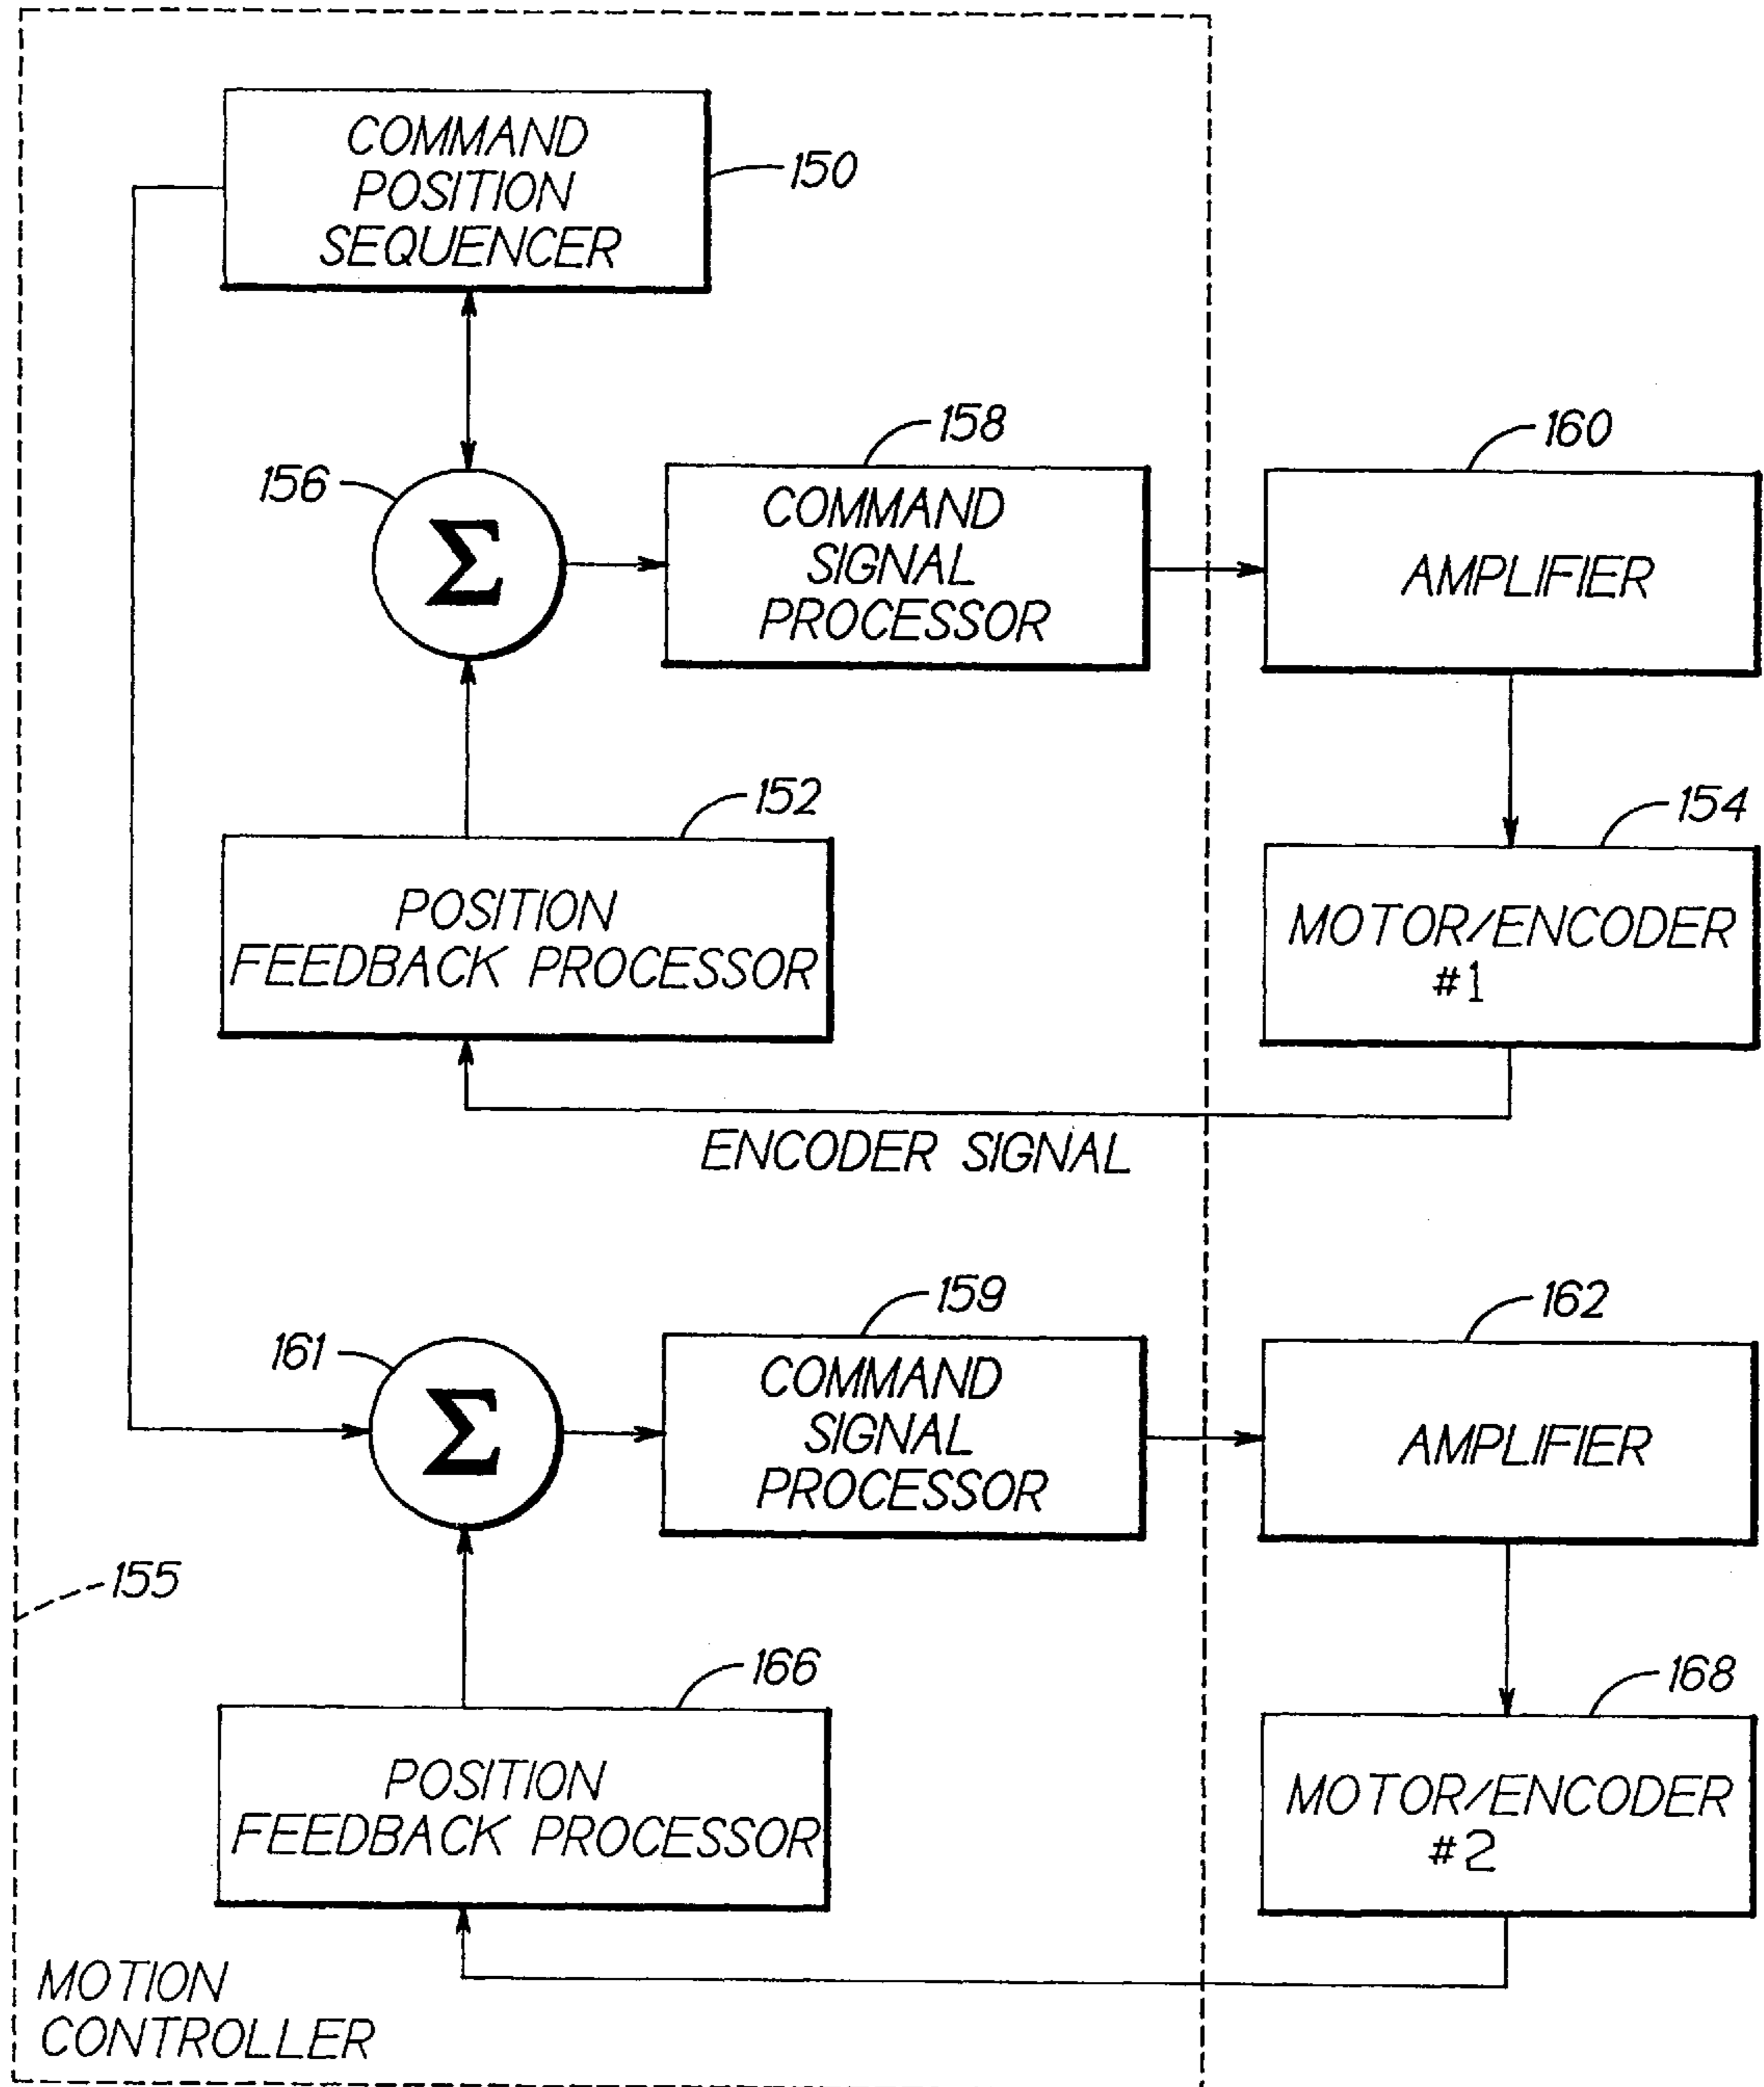 COMMAND
POSITION
SEQUENCER
150
156
Σ
158
COMMAND
SIGNAL
PROCESSOR
160
AMPLIFIER
152
POSITION
FEEDBACK PROCESSOR
154
MOTOR/ENCODER
#1
ENCODER SIGNAL
161
Σ
159
COMMAND
SIGNAL
PROCESSOR
162
AMPLIFIER
155
166
POSITION
FEEDBACK PROCESSOR
168
MOTOR/ENCODER
#2
MOTION
CONTROLLER